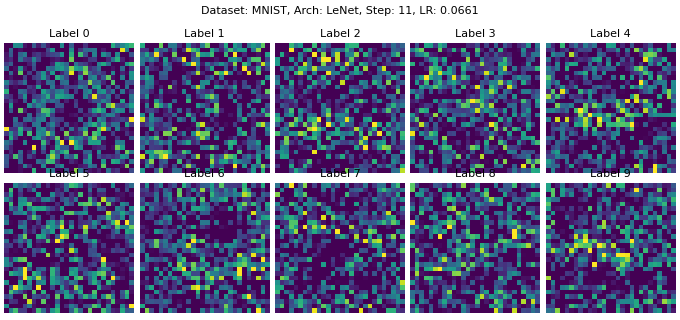 Dataset: MNIST, Arch: LeNet, Step: 11, LR: 0.0661
Label 0 Label 1 Label 2 Label 3 Label 4
Label 5 Label 6 Label 7 Label 8 Label 9